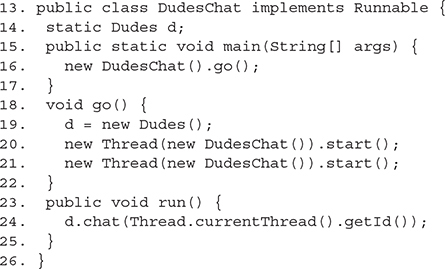 13. public class DudesChat implements Runnable {
14.   static Dudes d;
15.   public static void main(String[] args) {
16.     new DudesChat().go();
17.   }
18.   void go() {
19.     d = new Dudes();
20.     new Thread(new DudesChat()).start();
21.     new Thread(new DudesChat()).start();
22.   }
23.   public void run() {
24.     d.chat(Thread.currentThread().getId());
25.   }
26. }